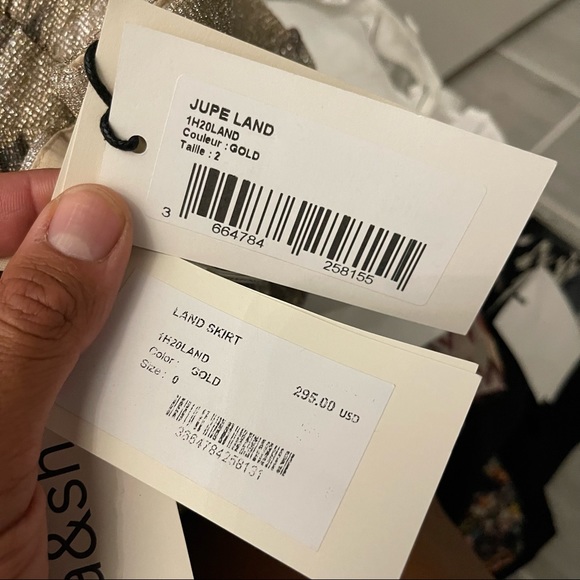 JUPE LAND
1H20LAND
Couleur : GOLD
Taille : 2
3 664784 258155
LAND SKIRT
1H20LAND
Color : GOLD
Size : 0
295.00 USD
3664784258131
a&sh